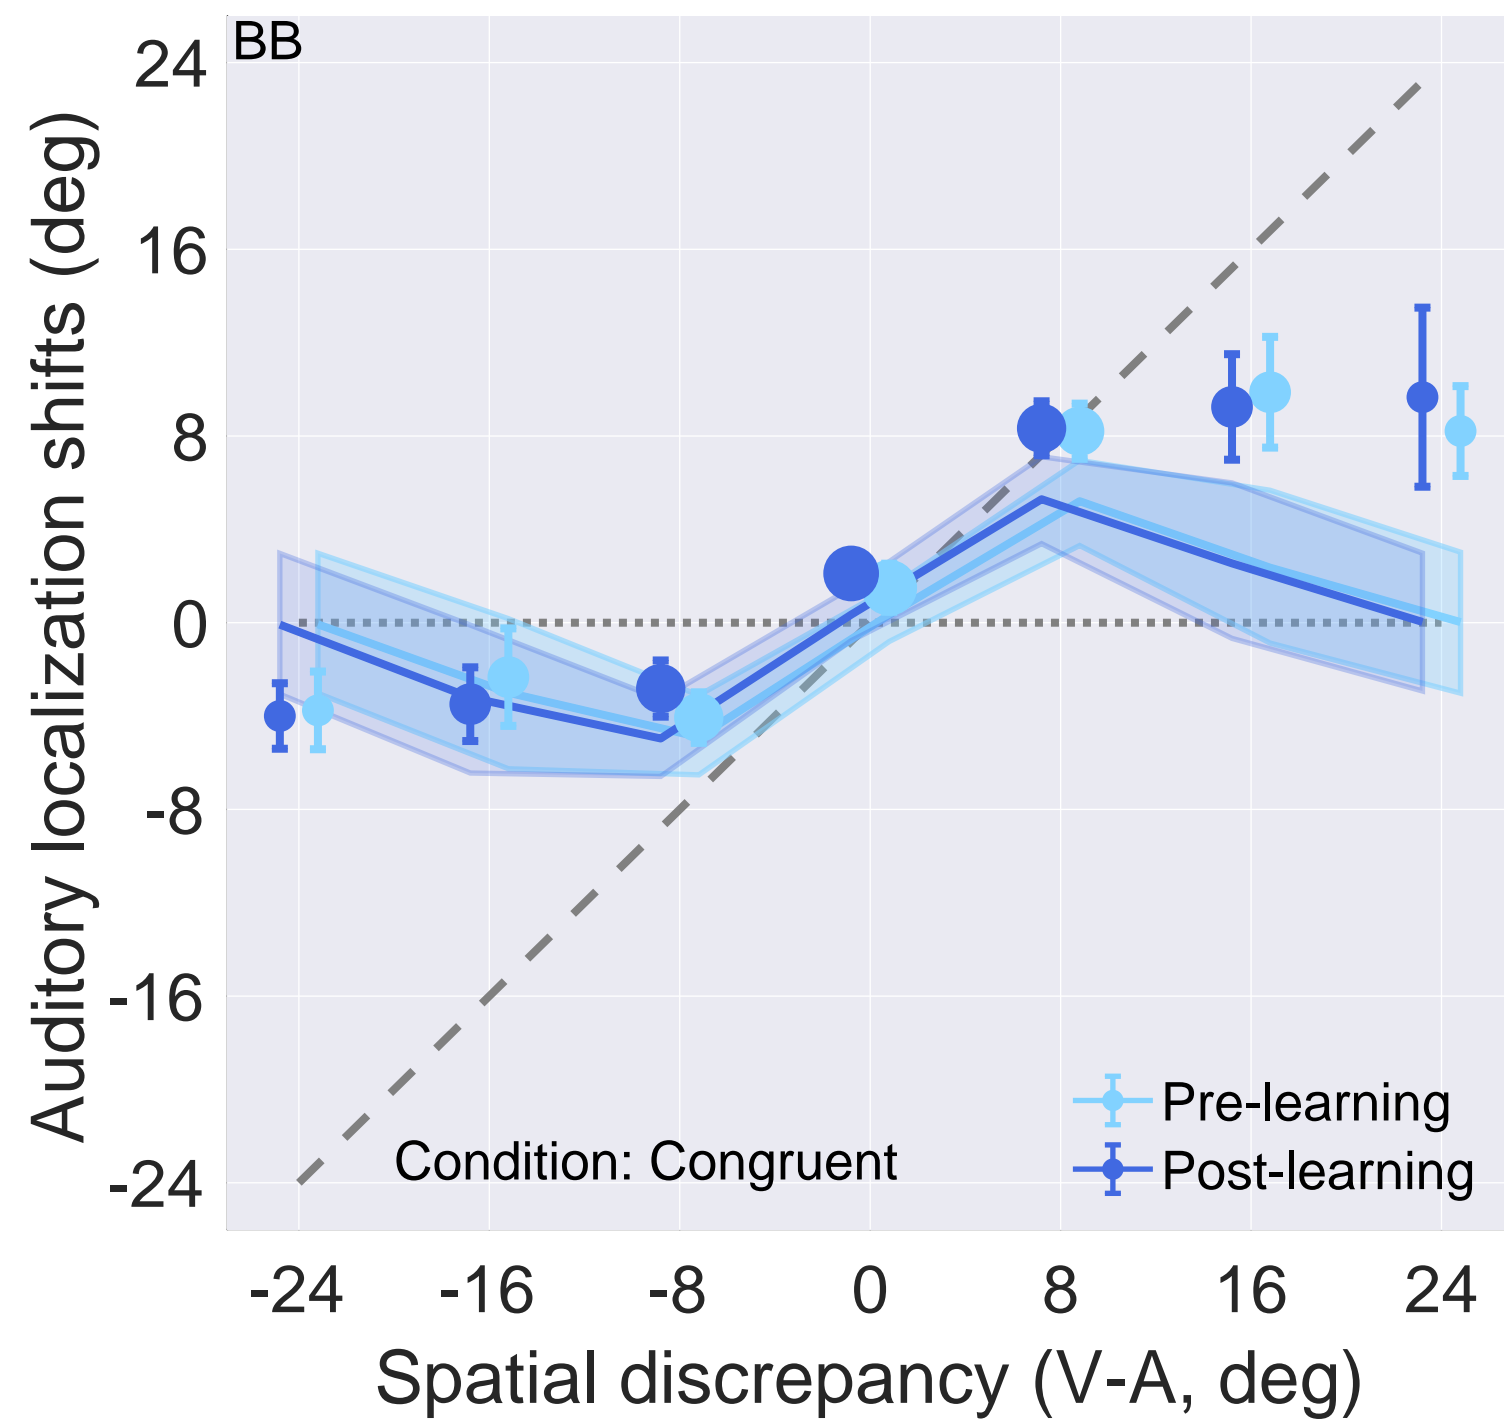 BB
24
16
8
0
-8
-16
-24
Auditory localization shifts (deg)
Condition: Congruent
Pre-learning
Post-learning
-24 -16 -8 0 8 16 24
Spatial discrepancy (V-A, deg)